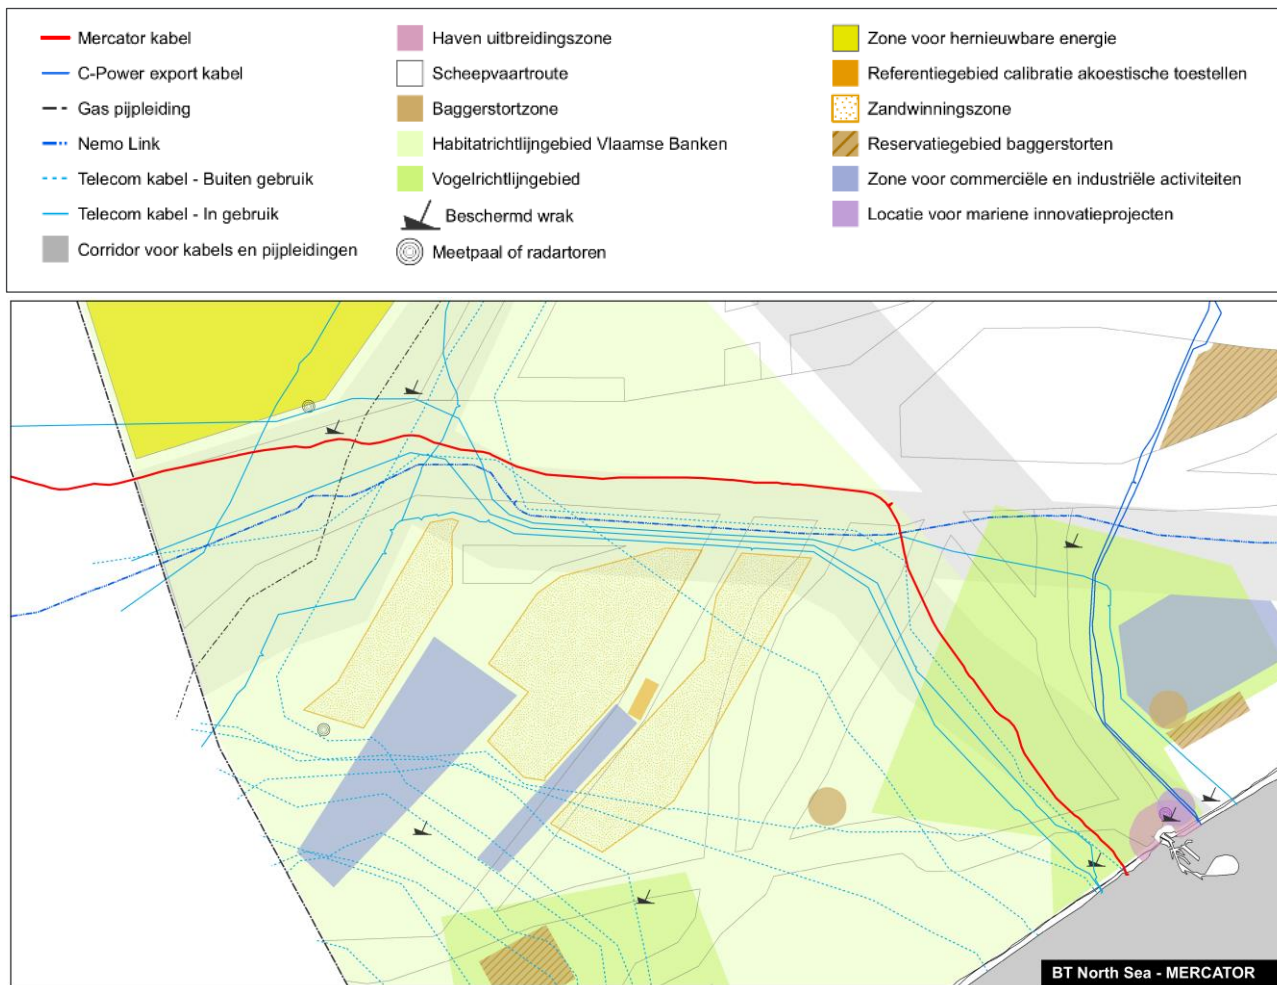 Mercator kabel
C-Power export kabel
Gas pijpleiding
Nemo Link
Telecom kabel - Buiten gebruik
Telecom kabel - In gebruik
Corridor voor kabels en pijpleidingen
Haven uitbreidingszone
Scheepvaartroute
Baggerstortzone
Habitatrichtlijngebied Vlaamse Banken
Vogelrichtlijngebied
Beschermd wrak
Meetpaal of radartoren
Zone voor hernieuwbare energie
Referentiegebied calibratie akoestische toestellen
Zandwinningszone
Reservatiegebied baggerstorten
Zone voor commerciële en industriële activiteiten
Locatie voor mariene innovatieprojecten
BT North Sea - MERCATOR